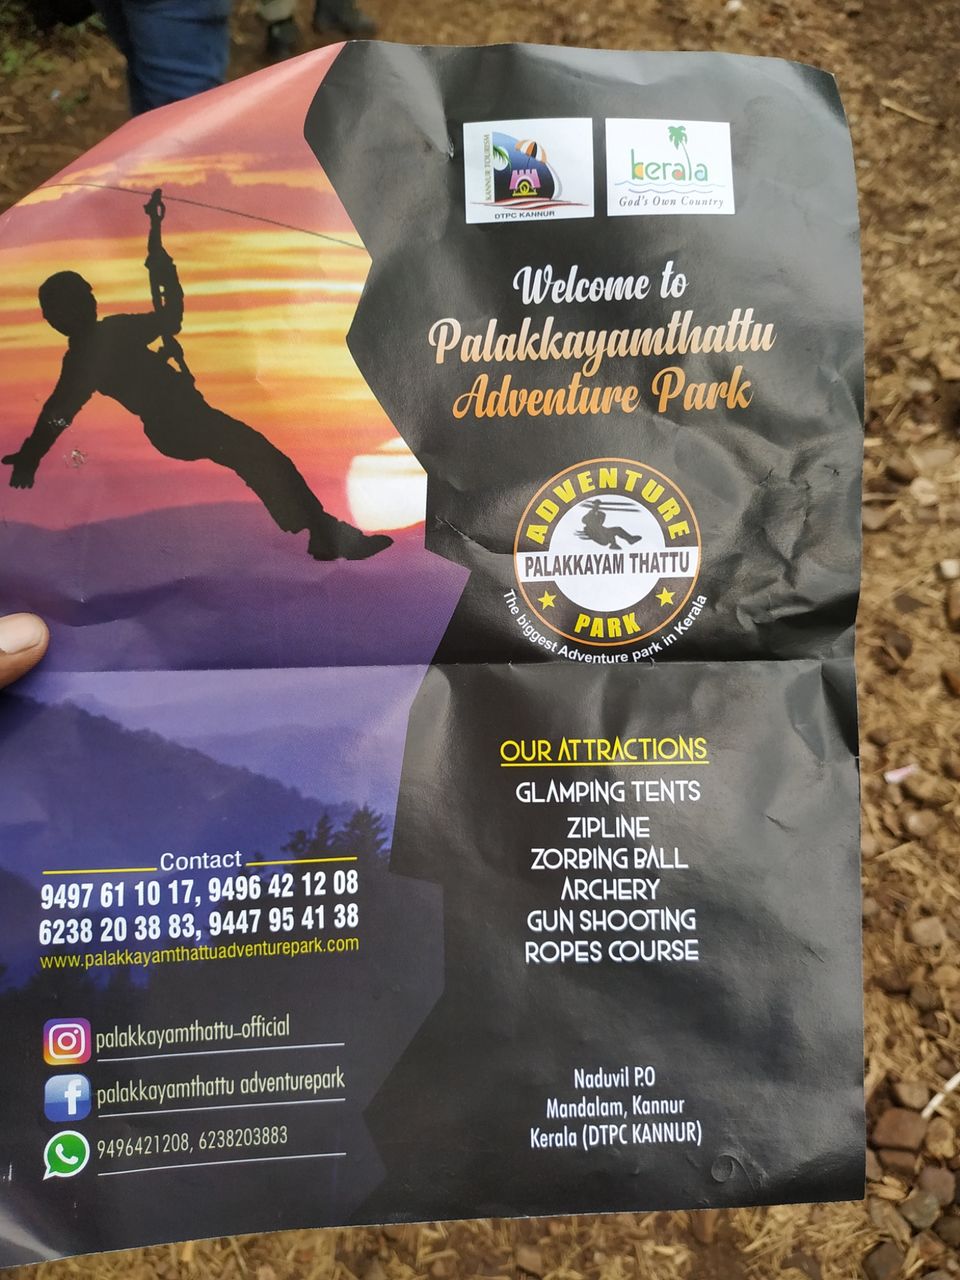 KANNUR TOURISM
DTPC KANNUR
kerala
God's Own Country
Welcome to
Palakkayamthattu
Adventure Park
ADVENTURE
PALAKKAYAM THATTU
PARK
The biggest Adventure park in Kerala
OUR ATTRACTIONS
GLAMPING TENTS
ZIPLINE
ZORBING BALL
ARCHERY
GUN SHOOTING
ROPES COURSE
Contact
9497 61 10 17, 9496 42 12 08
6238 20 38 83, 9447 95 41 38
www.palakkayamthattuadventurepark.com
palakkayamthattu_official
palakkayamthattu adventurepark
9496421208, 6238203883
Naduvil P.O
Mandalam, Kannur
Kerala (DTPC KANNUR)